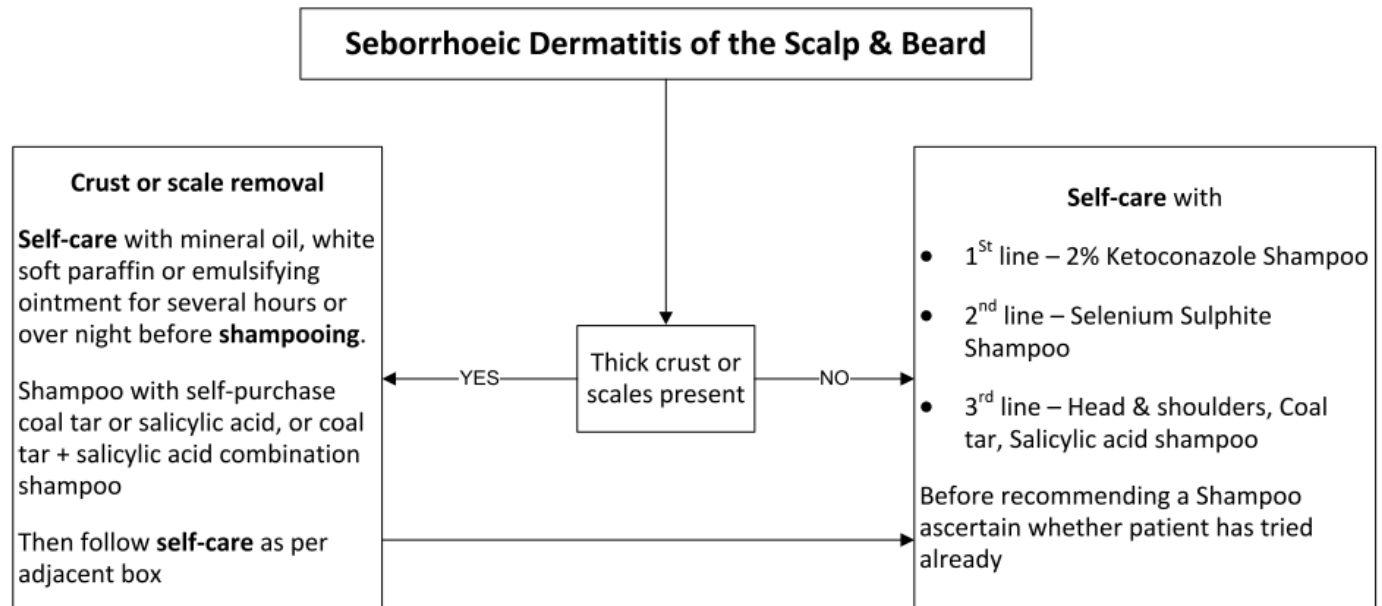 Seborrhoeic Dermatitis of the Scalp & Beard
Crust or scale removal
Self-care with mineral oil, white
soft paraffin or emulsifying
ointment for several hours or
over night before shampooing.
Shampoo with self-purchase
coal tar or salicylic acid, or coal
tar + salicylic acid combination
shampoo
Then follow self-care as per
adjacent box
YES
Thick crust or
scales present
NO
Self-care with
• 1St line – 2% Ketoconazole Shampoo
• 2nd line – Selenium Sulphite
Shampoo
• 3rd line – Head & shoulders, Coal
tar, Salicylic acid shampoo
Before recommending a Shampoo
ascertain whether patient has tried
already